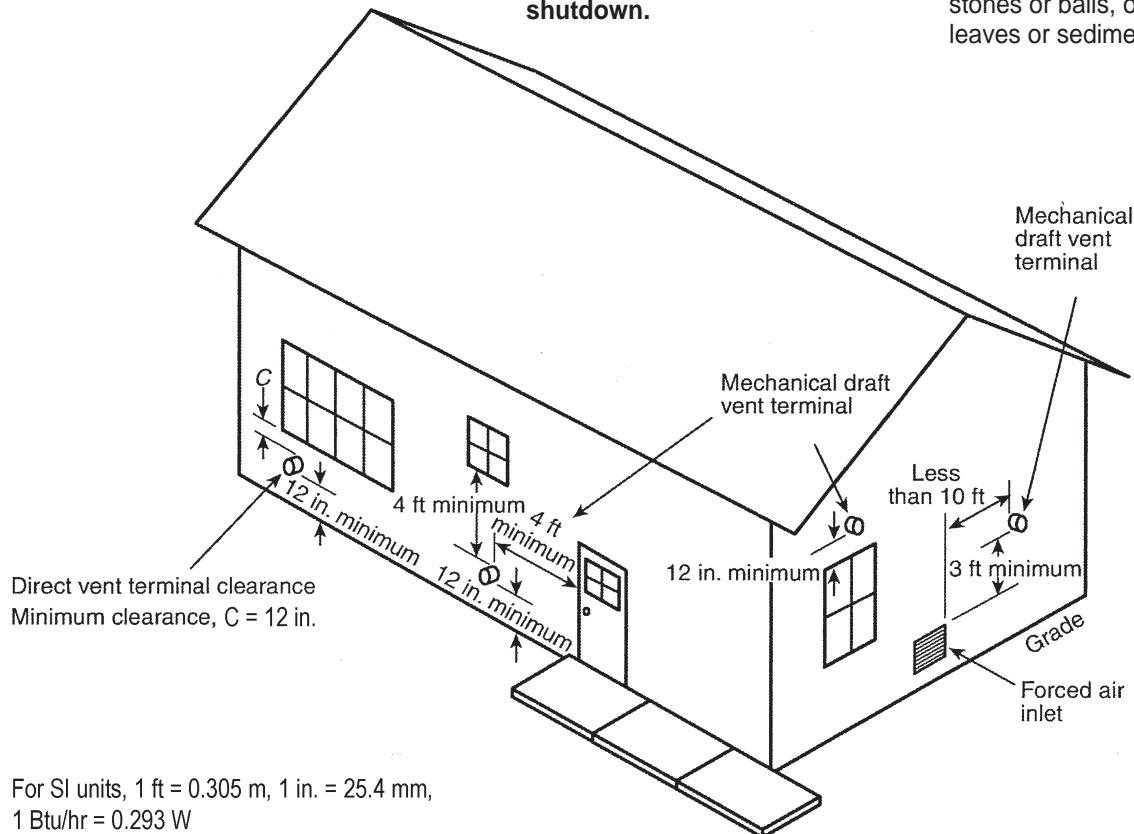 shutdown.
stones or balls, o
leaves or sedime
Mechanical
draft vent
terminal
Mechanical draft
vent terminal
Less
than 10 ft
C
12 in. minimum
4 ft minimum
4 ft
minimum
12 in. minimum
12 in. minimum
3 ft minimum
Direct vent terminal clearance
Minimum clearance, C = 12 in.
Grade
Forced air
inlet
For SI units, 1 ft = 0.305 m, 1 in. = 25.4 mm,
1 Btu/hr = 0.293 W